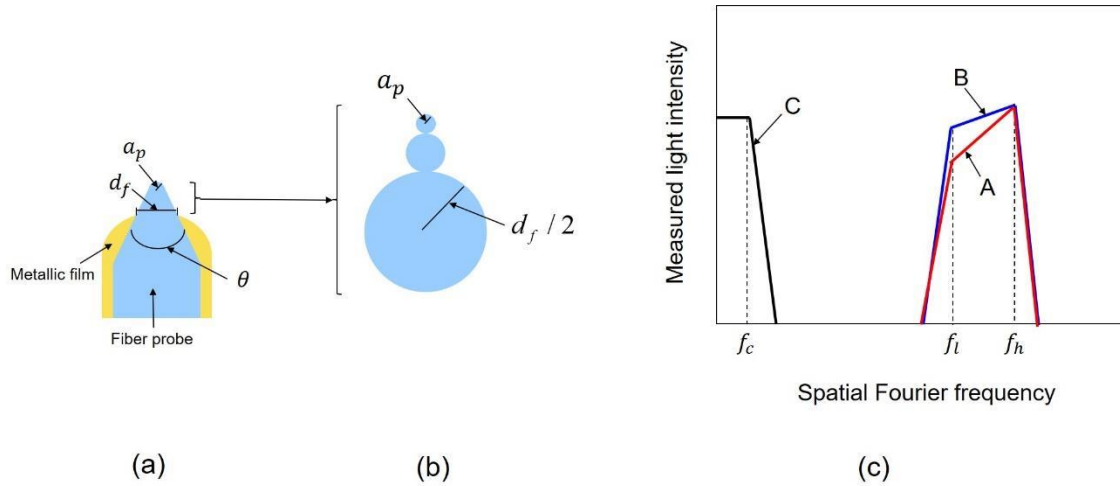 a_p
d_f
Metallic film
θ
Fiber probe
(a)
a_p
d_f / 2
(b)
Measured light intensity
C
B
A
f_c
f_l
f_h
Spatial Fourier frequency
(c)